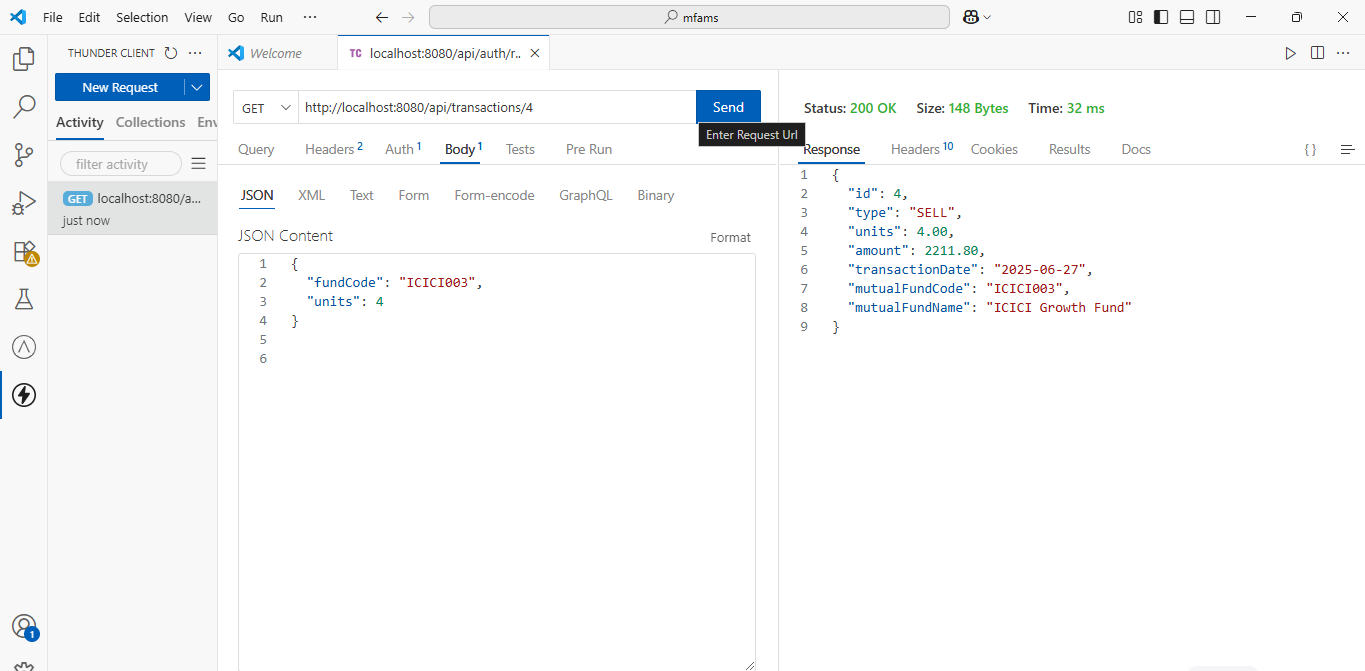 File Edit Selection View Go Run ··· mfams
THUNDER CLIENT ···
New Request
Activity Collections Env
filter activity
GET localhost:8080/a...
just now
1
Welcome
TC localhost:8080/api/auth/r..
GET http://localhost:8080/api/transactions/4 Send
Enter Request Url
Query Headers 2 Auth 1 Body 1 Tests Pre Run
JSON XML Text Form Form-encode GraphQL Binary
JSON Content Format
1 {
2 "fundCode": "ICICI003",
3 "units": 4
4 }
5
6
Status: 200 OK Size: 148 Bytes Time: 32 ms
Response Headers 10 Cookies Results Docs { }
1 {
2 "id": 4,
3 "type": "SELL",
4 "units": 4.00,
5 "amount": 2211.80,
6 "transactionDate": "2025-06-27",
7 "mutualFundCode": "ICICI003",
8 "mutualFundName": "ICICI Growth Fund"
9 }